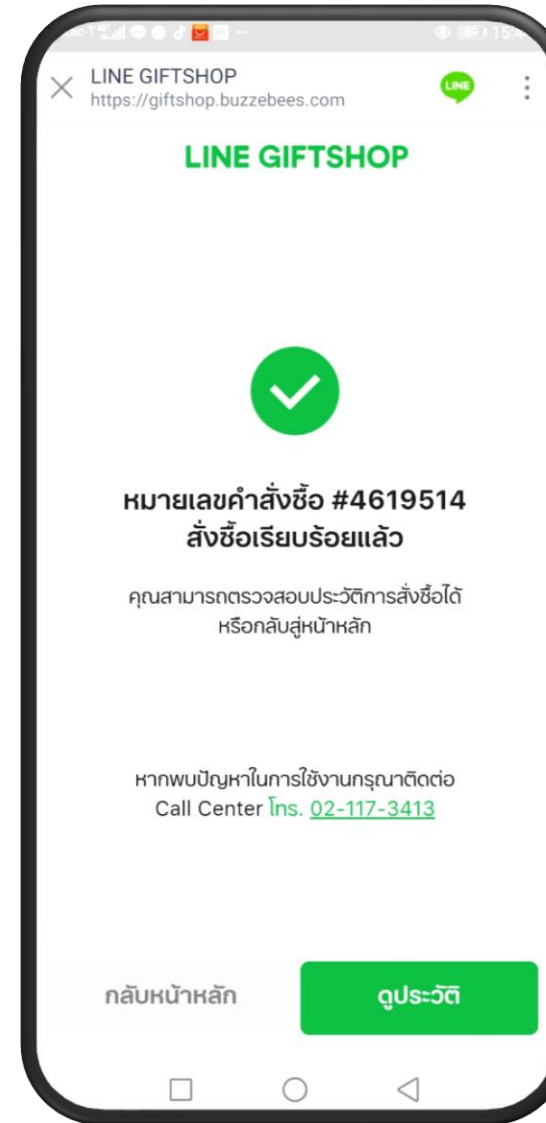 LINE GIFTSHOP
https://giftshop.buzzebees.com
LINE
LINE GIFTSHOP
หมายเลขคำสั่งซื้อ #4619514
สั่งซื้อเรียบร้อยแล้ว
คุณสามารถตรวจสอบประวัติการสั่งซื้อได้
หรือกลับสู่หน้าหลัก
หากพบปัญหาในการใช้งานกรุณาติดต่อ
Call Center โทร. 02-117-3413
กลับหน้าหลัก
ดูประวัติ